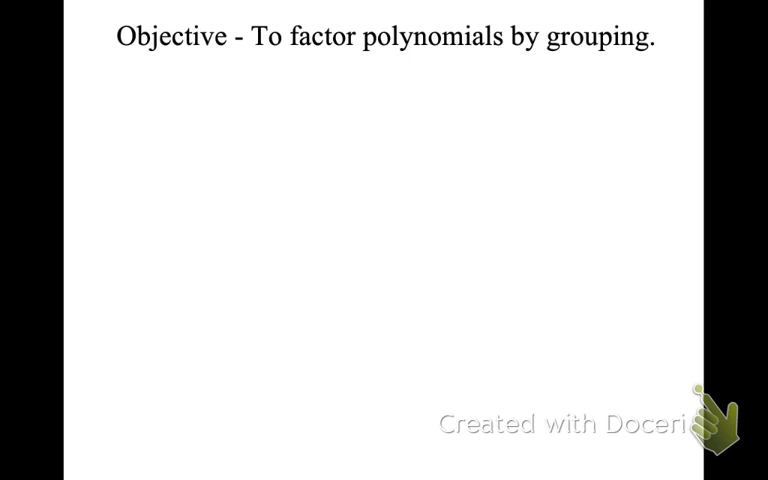 Objective - To factor polynomials by grouping.
Created with Doceri